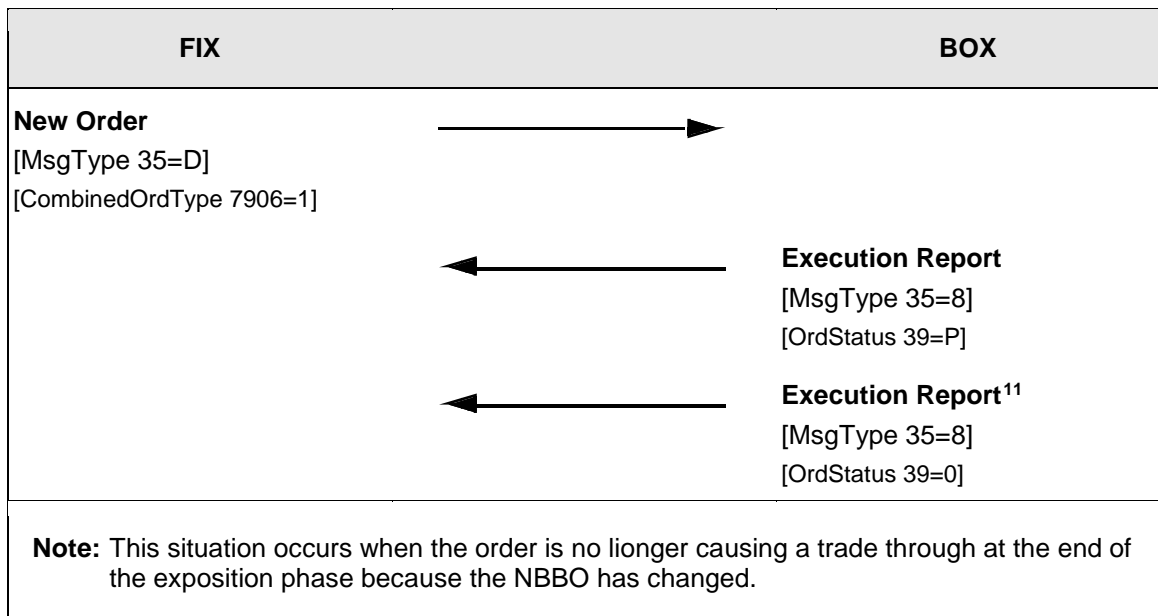 FIX BOX
New Order
[MsgType 35=D]
[CombinedOrdType 7906=1]
Execution Report
[MsgType 35=8]
[OrdStatus 39=P]
Execution Report11
[MsgType 35=8]
[OrdStatus 39=0]
Note: This situation occurs when the order is no lionger causing a trade through at the end of
the exposition phase because the NBBO has changed.